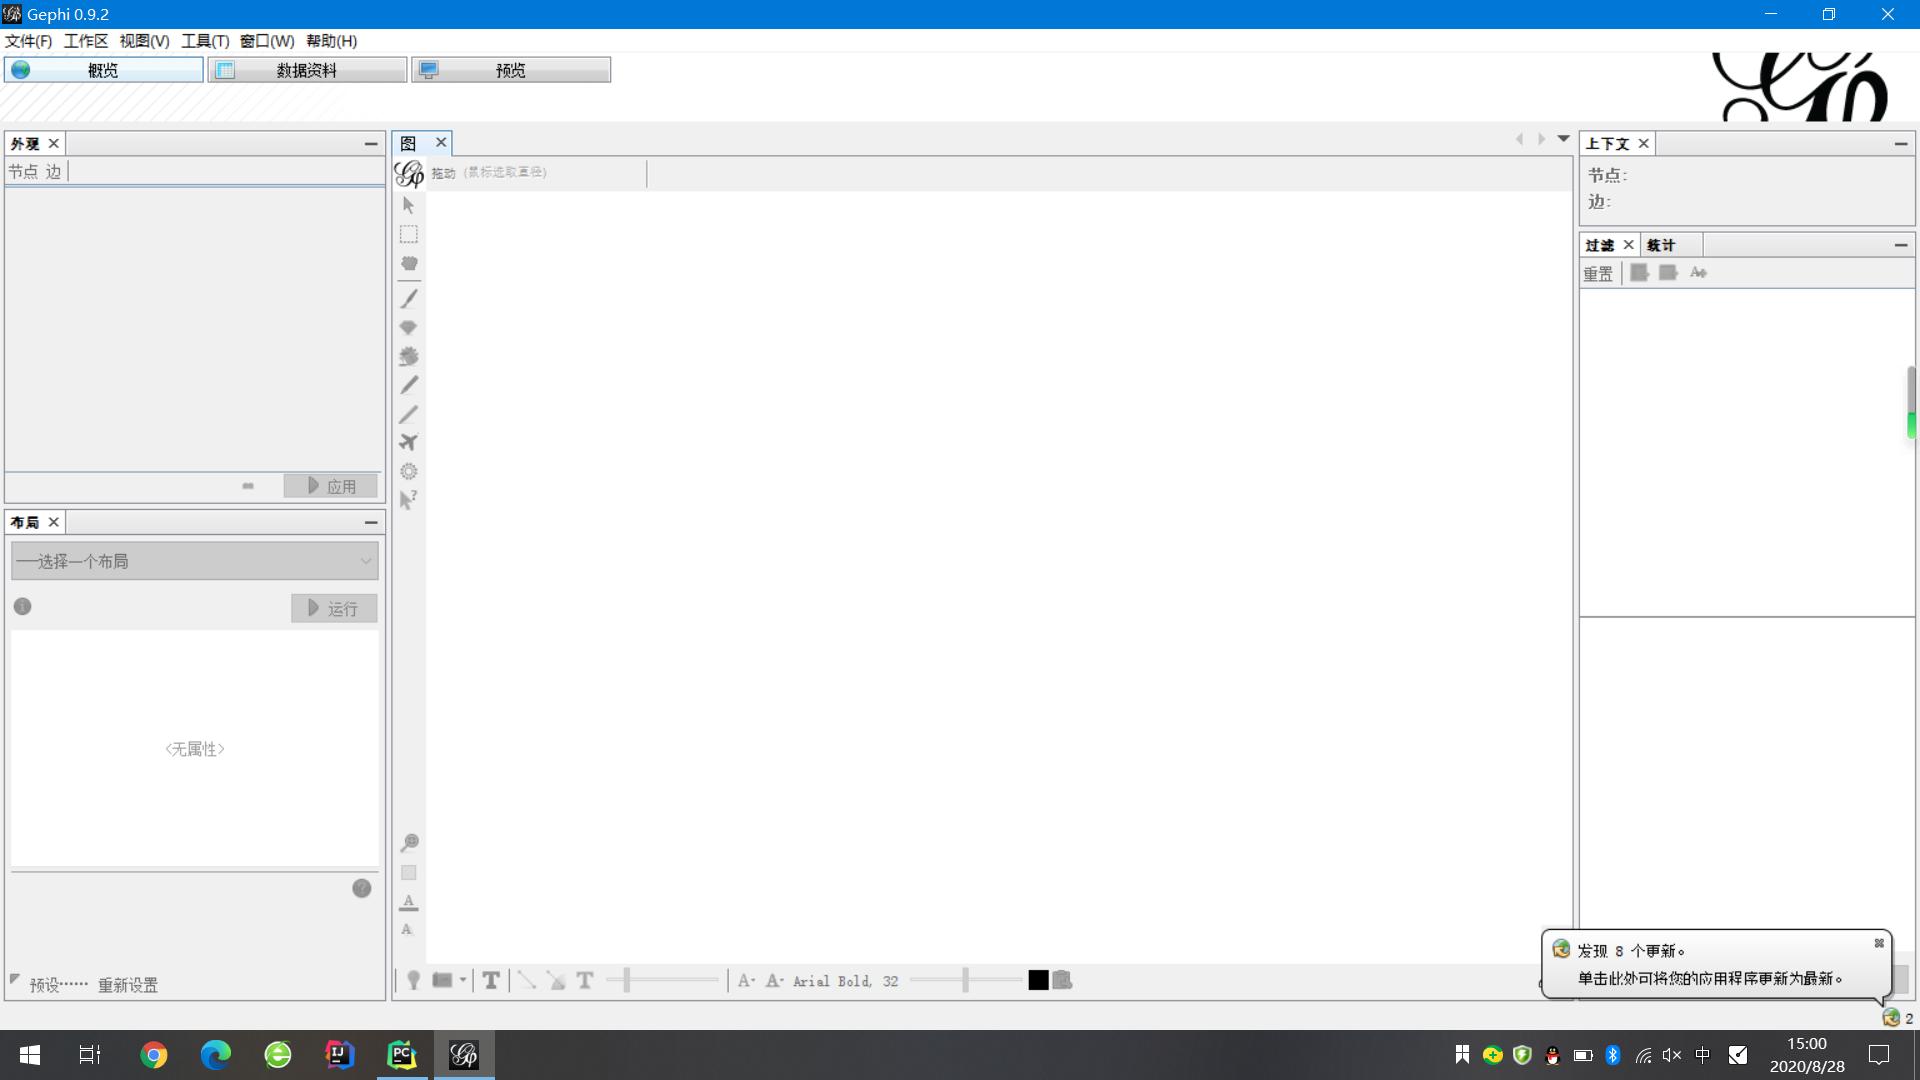 Gephi 0.9.2
文件(F) 工作区 视图(V) 工具(T) 窗口(W) 帮助(H)
概览 数据资料 预览
外观
节点 边
应用
布局
---选择一个布局
运行
<无属性>
预设…… 重新设置
图
拖动 (鼠标选取直径)
Arial Bold, 32
上下文
节点:
边:
过滤 统计
重置
发现 8 个更新。
单击此处可将您的应用程序更新为最新。
2
中
15:00
2020/8/28